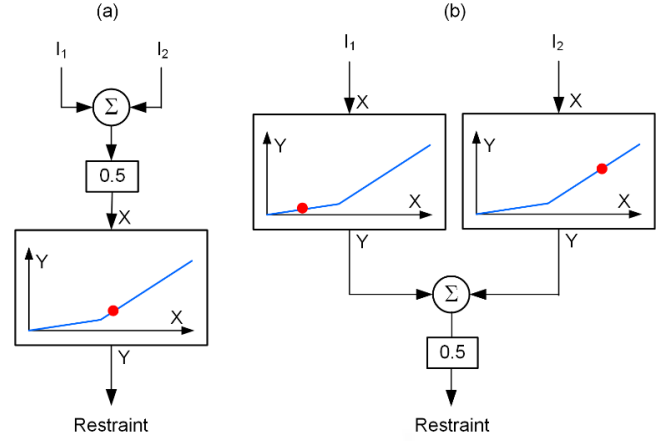 (a)
I1 I2
Σ
0.5
X
Y
X
Y
Restraint
(b)
I1 I2
X X
Y Y
X X
Y Y
Σ
0.5
Restraint